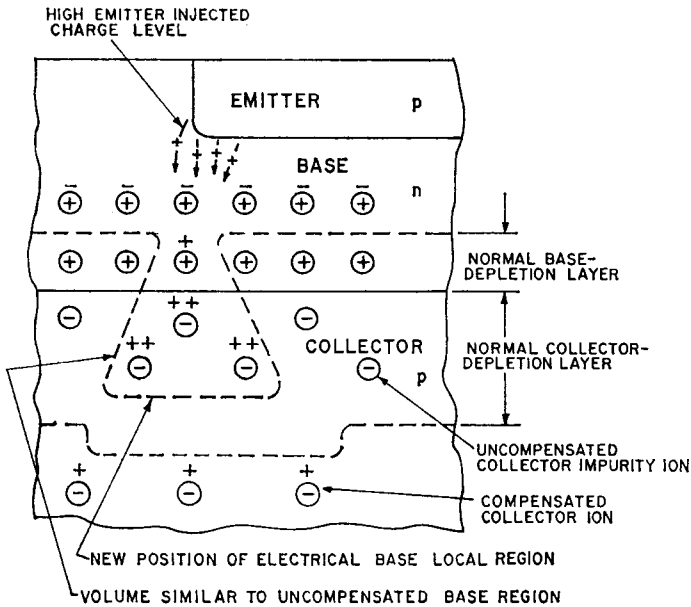 HIGH EMITTER INJECTED
CHARGE LEVEL
EMITTER p
BASE
n
NORMAL BASE-
DEPLETION LAYER
COLLECTOR
p
NORMAL COLLECTOR-
DEPLETION LAYER
UNCOMPENSATED
COLLECTOR IMPURITY ION
COMPENSATED
COLLECTOR ION
NEW POSITION OF ELECTRICAL BASE LOCAL REGION
VOLUME SIMILAR TO UNCOMPENSATED BASE REGION